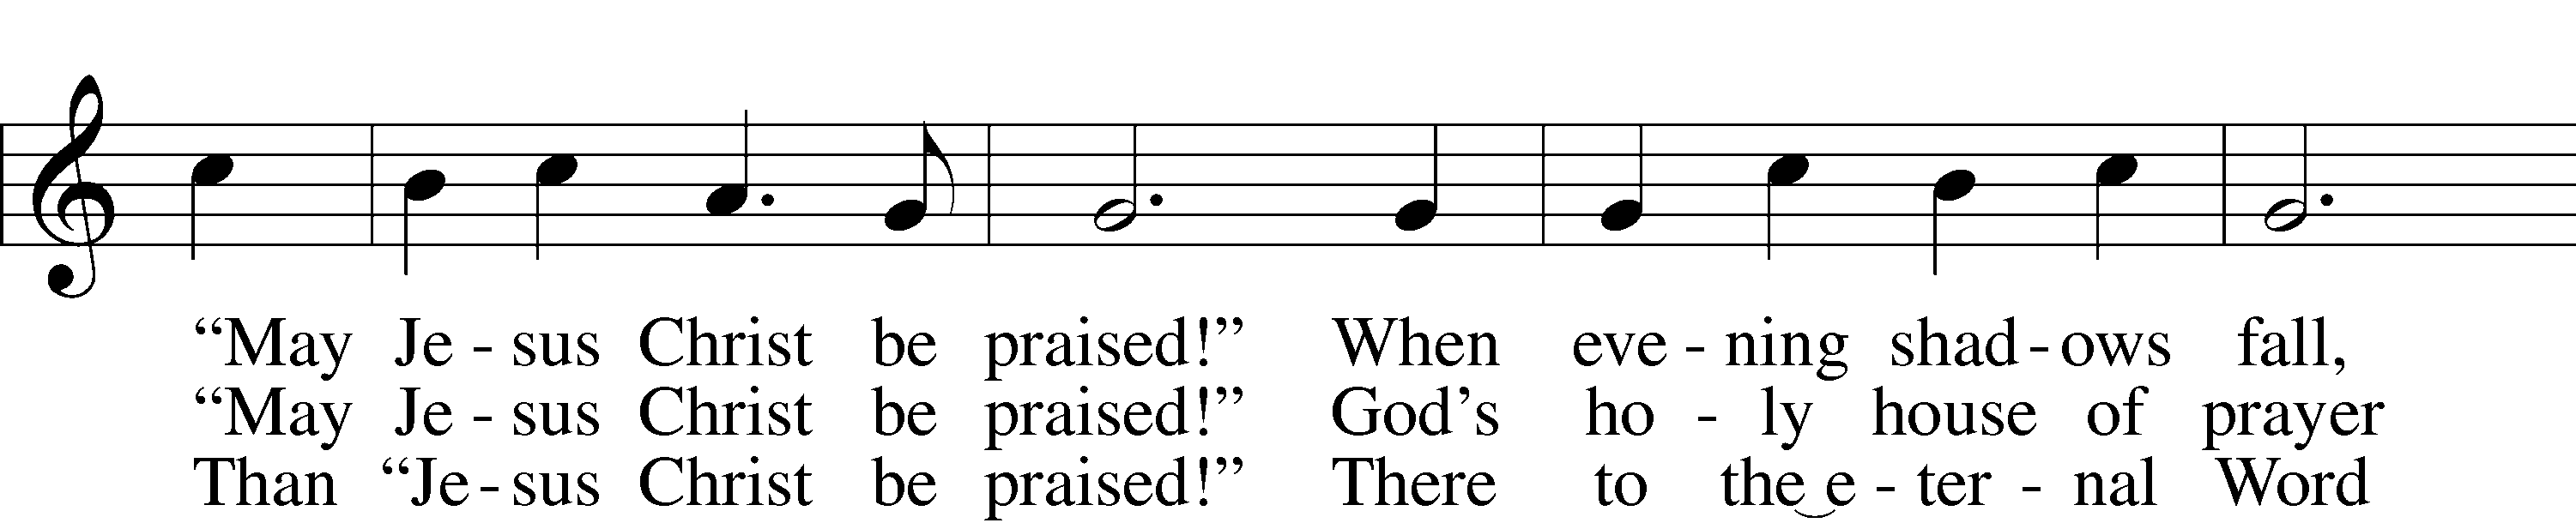 “May Je - sus Christ be praised!” When eve - ning shad - ows fall,
“May Je - sus Christ be praised!” God’s ho - ly house of prayer
Than “Je - sus Christ be praised!” There to the‿e - ter - nal Word